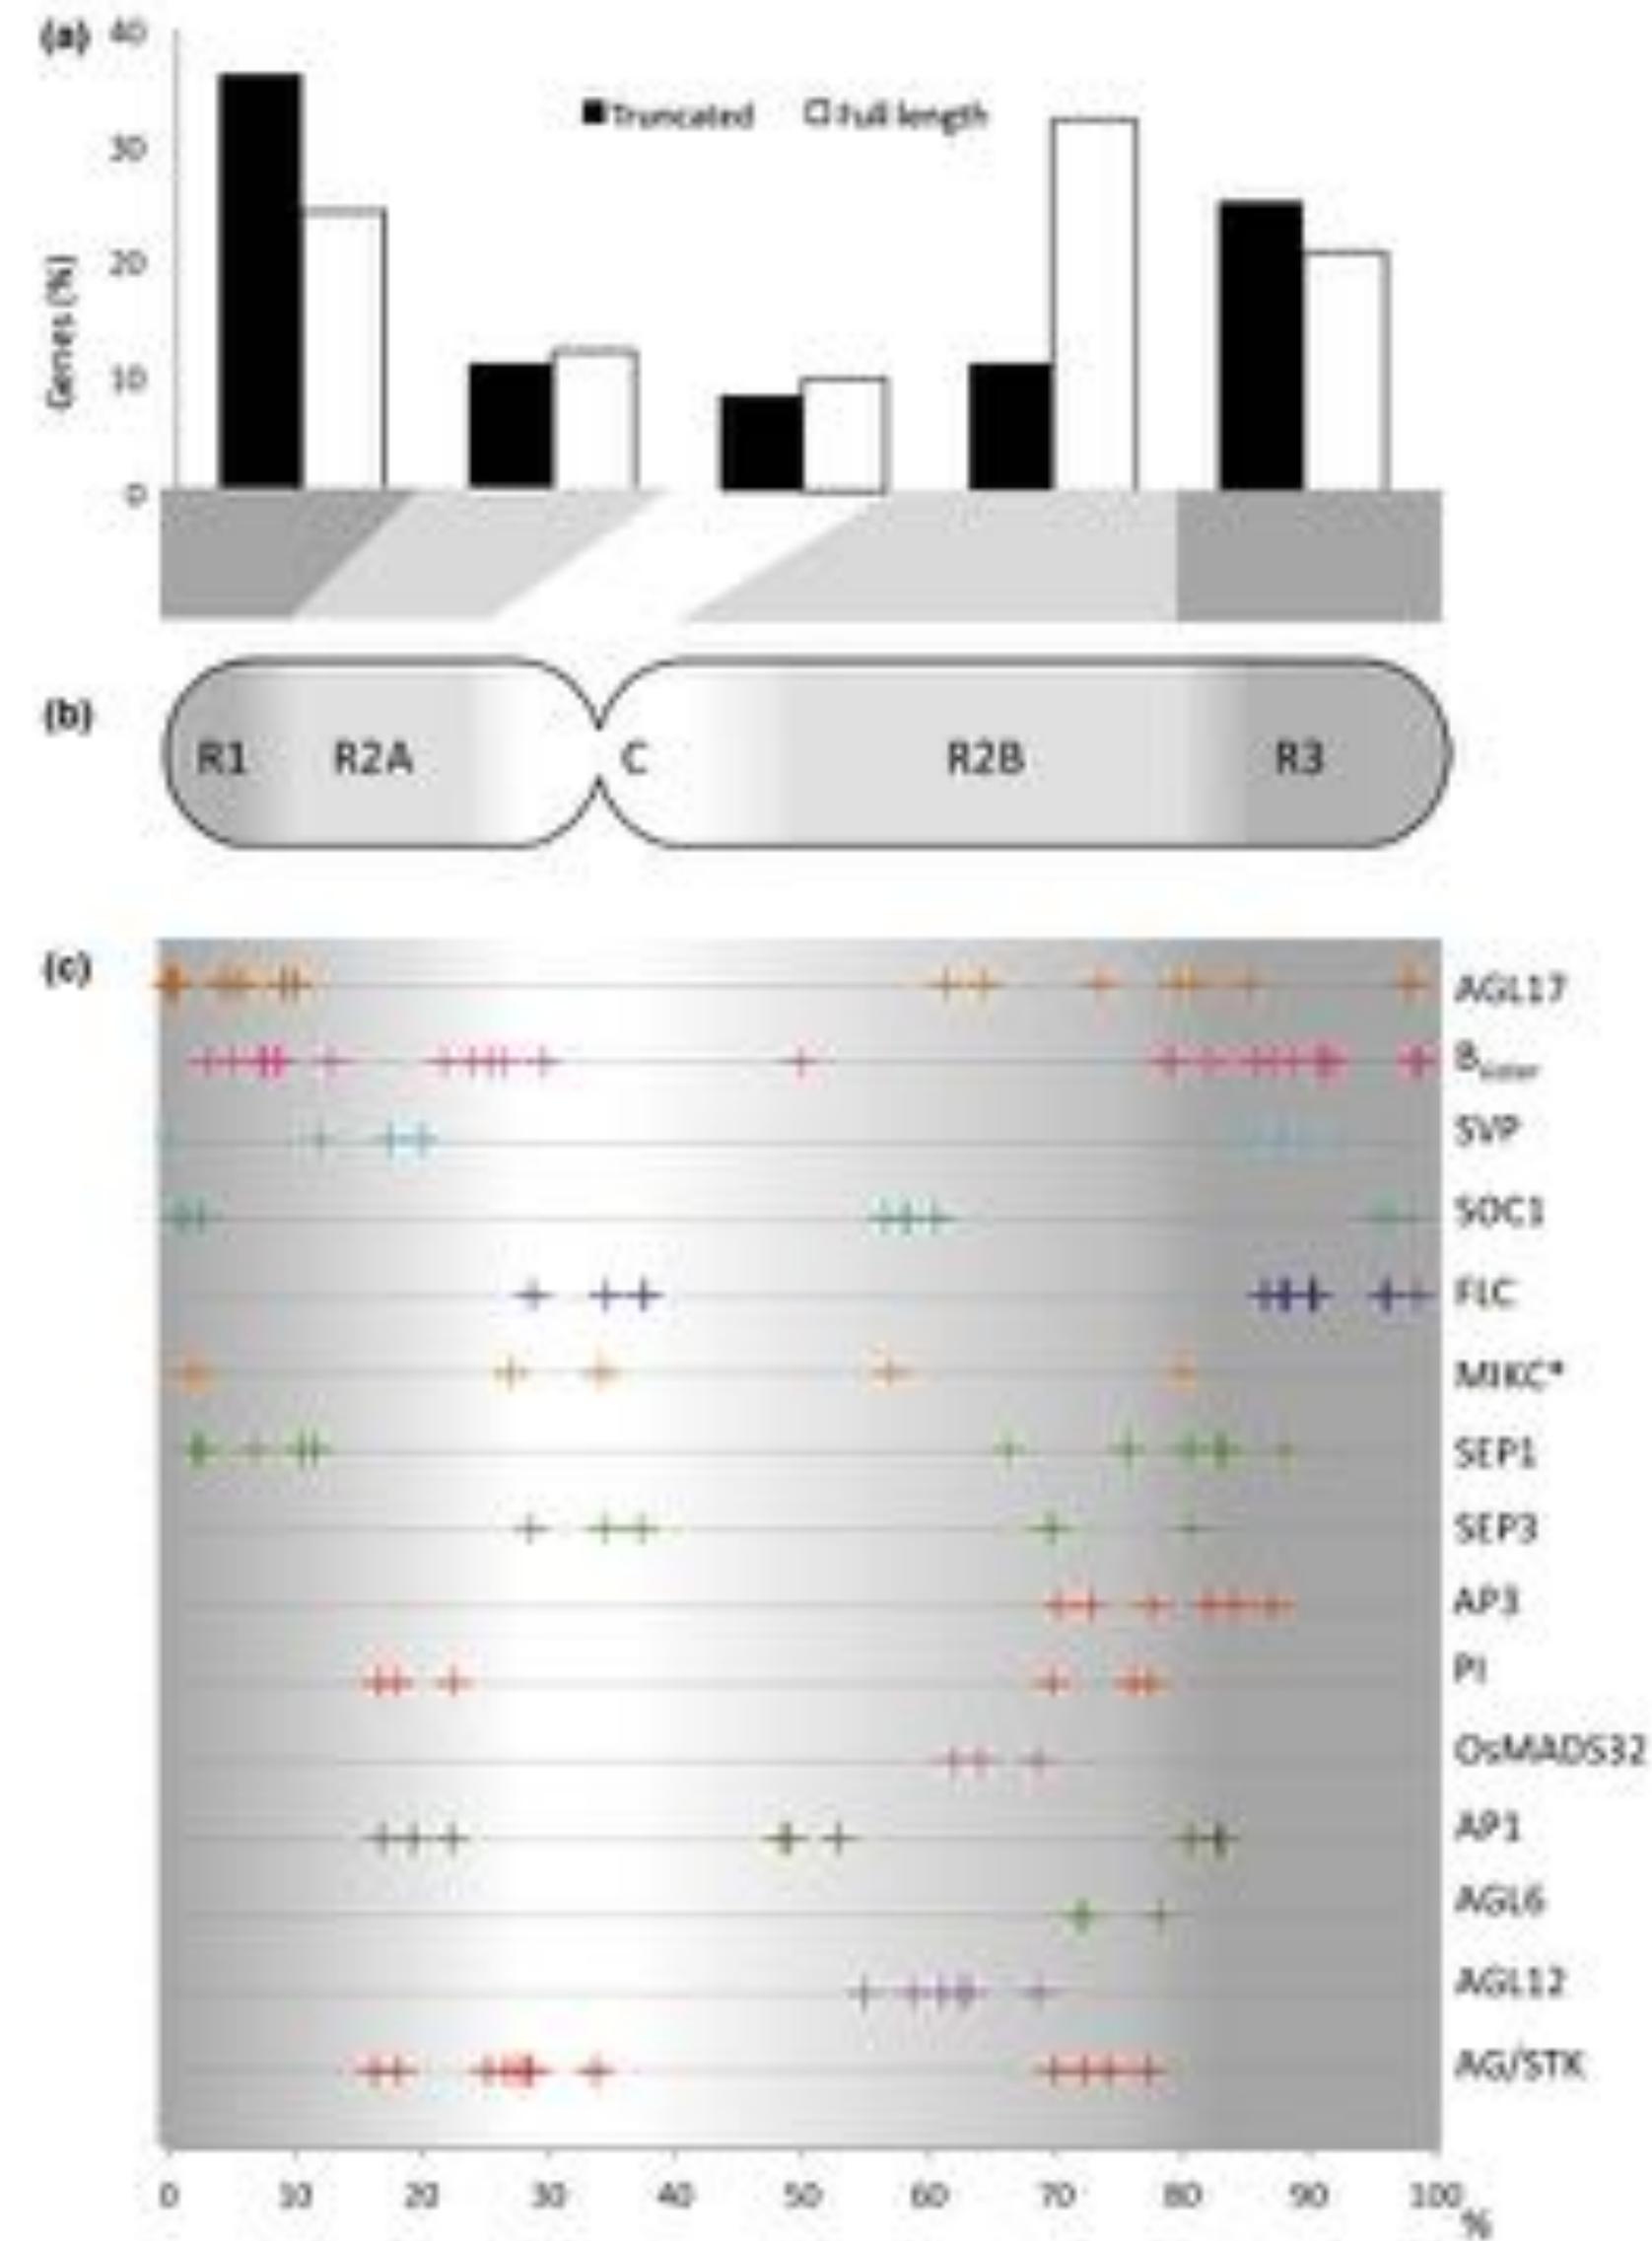 (a)
40
30
20
10
0
Genes (%)
Truncated
Full length
(b)
R1
R2A
C
R2B
R3
(c)
AGL17
Bsister
SVP
SOC1
FLC
MIKC*
SEP1
SEP3
AP3
PI
OsMADS32
AP1
AGL6
AGL12
AG/STK
0 10 20 30 40 50 60 70 80 90 100
%